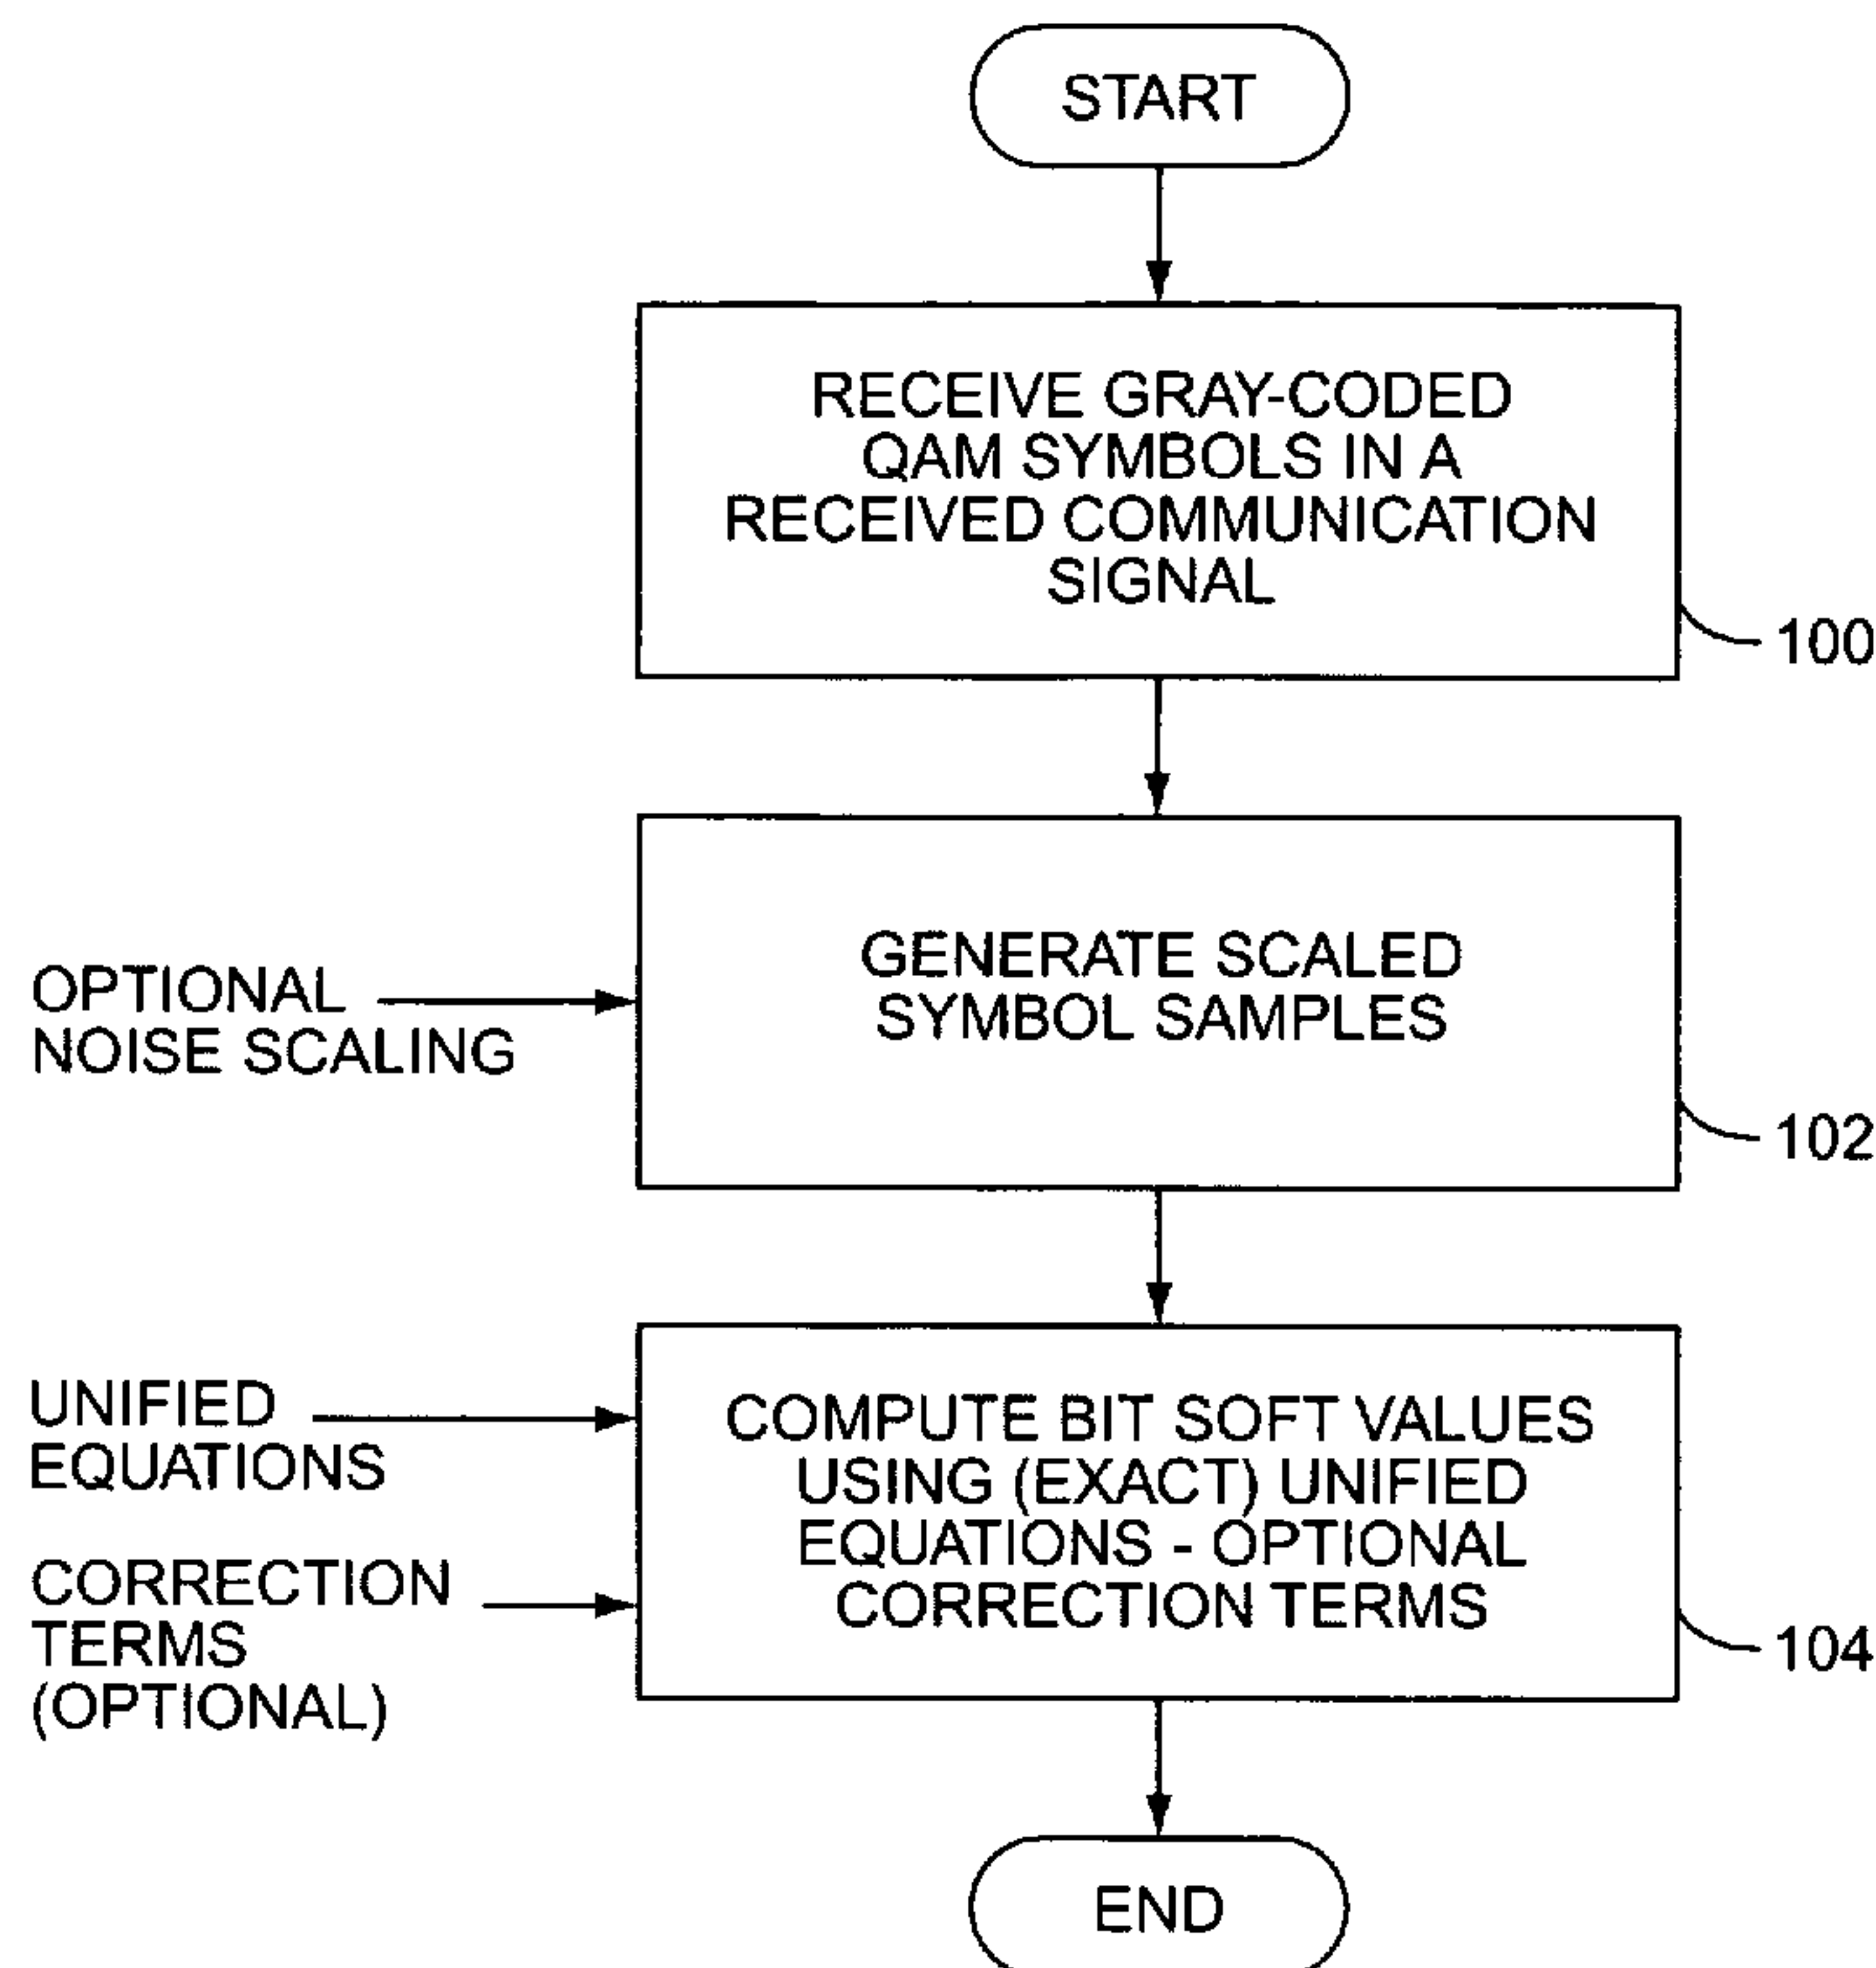 START
RECEIVE GRAY-CODED
QAM SYMBOLS IN A
RECEIVED COMMUNICATION
SIGNAL
100
GENERATE SCALED
SYMBOL SAMPLES
OPTIONAL
NOISE SCALING
102
UNIFIED
EQUATIONS
CORRECTION
TERMS
(OPTIONAL)
COMPUTE BIT SOFT VALUES
USING (EXACT) UNIFIED
EQUATIONS - OPTIONAL
CORRECTION TERMS
104
END